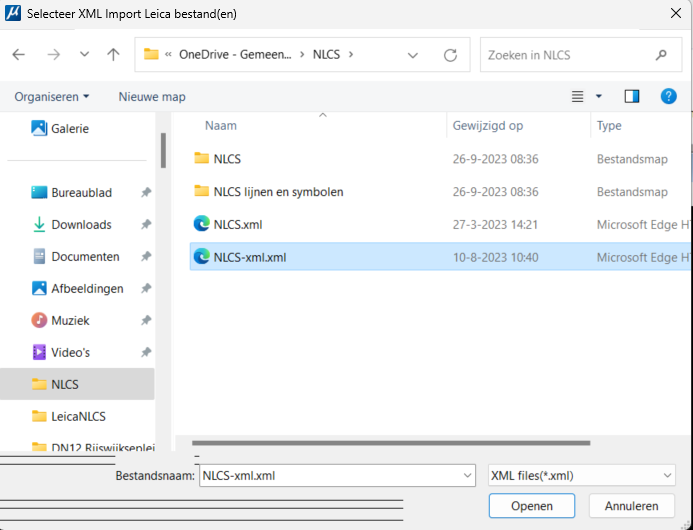 Selecteer XML Import Leica bestand(en)
« OneDrive - Gemeen... › NLCS ›
Zoeken in NLCS
Organiseren
Nieuwe map
Galerie
Bureaublad
Downloads
Documenten
Afbeeldingen
Muziek
Video's
NLCS
LeicaNLCS
DN12 Rijswijksenlei
Naam Gewijzigd op Type
NLCS 26-9-2023 08:36 Bestandsmap
NLCS lijnen en symbolen 26-9-2023 08:36 Bestandsmap
NLCS.xml 27-3-2023 14:21 Microsoft Edge H
NLCS-xml.xml 10-8-2023 10:40 Microsoft Edge H
Bestandsnaam: NLCS-xml.xml XML files(*.xml)
Openen Annuleren